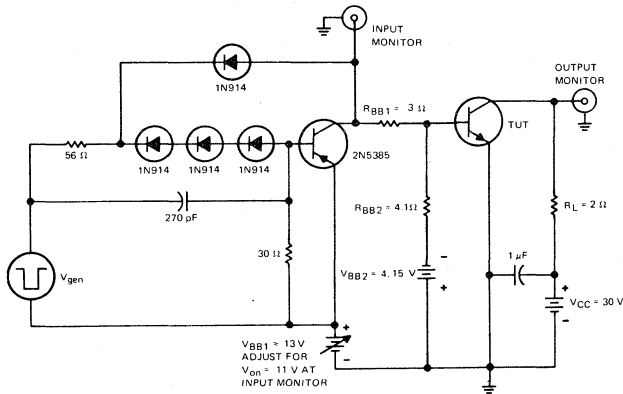 INPUT
MONITOR
1N914
OUTPUT
MONITOR
RBB1 = 3 Ω
TUT
56 Ω
1N914
1N914
1N914
2N5385
270 pF
RBB2 = 4.1Ω
RL = 2 Ω
30 Ω
1 μF
Vgen
-
VBB2 = 4.15 V
+
+
VCC = 30 V
-
+
VBB1 ≈ 13 V
ADJUST FOR
Von = 11 V AT
INPUT MONITOR
-